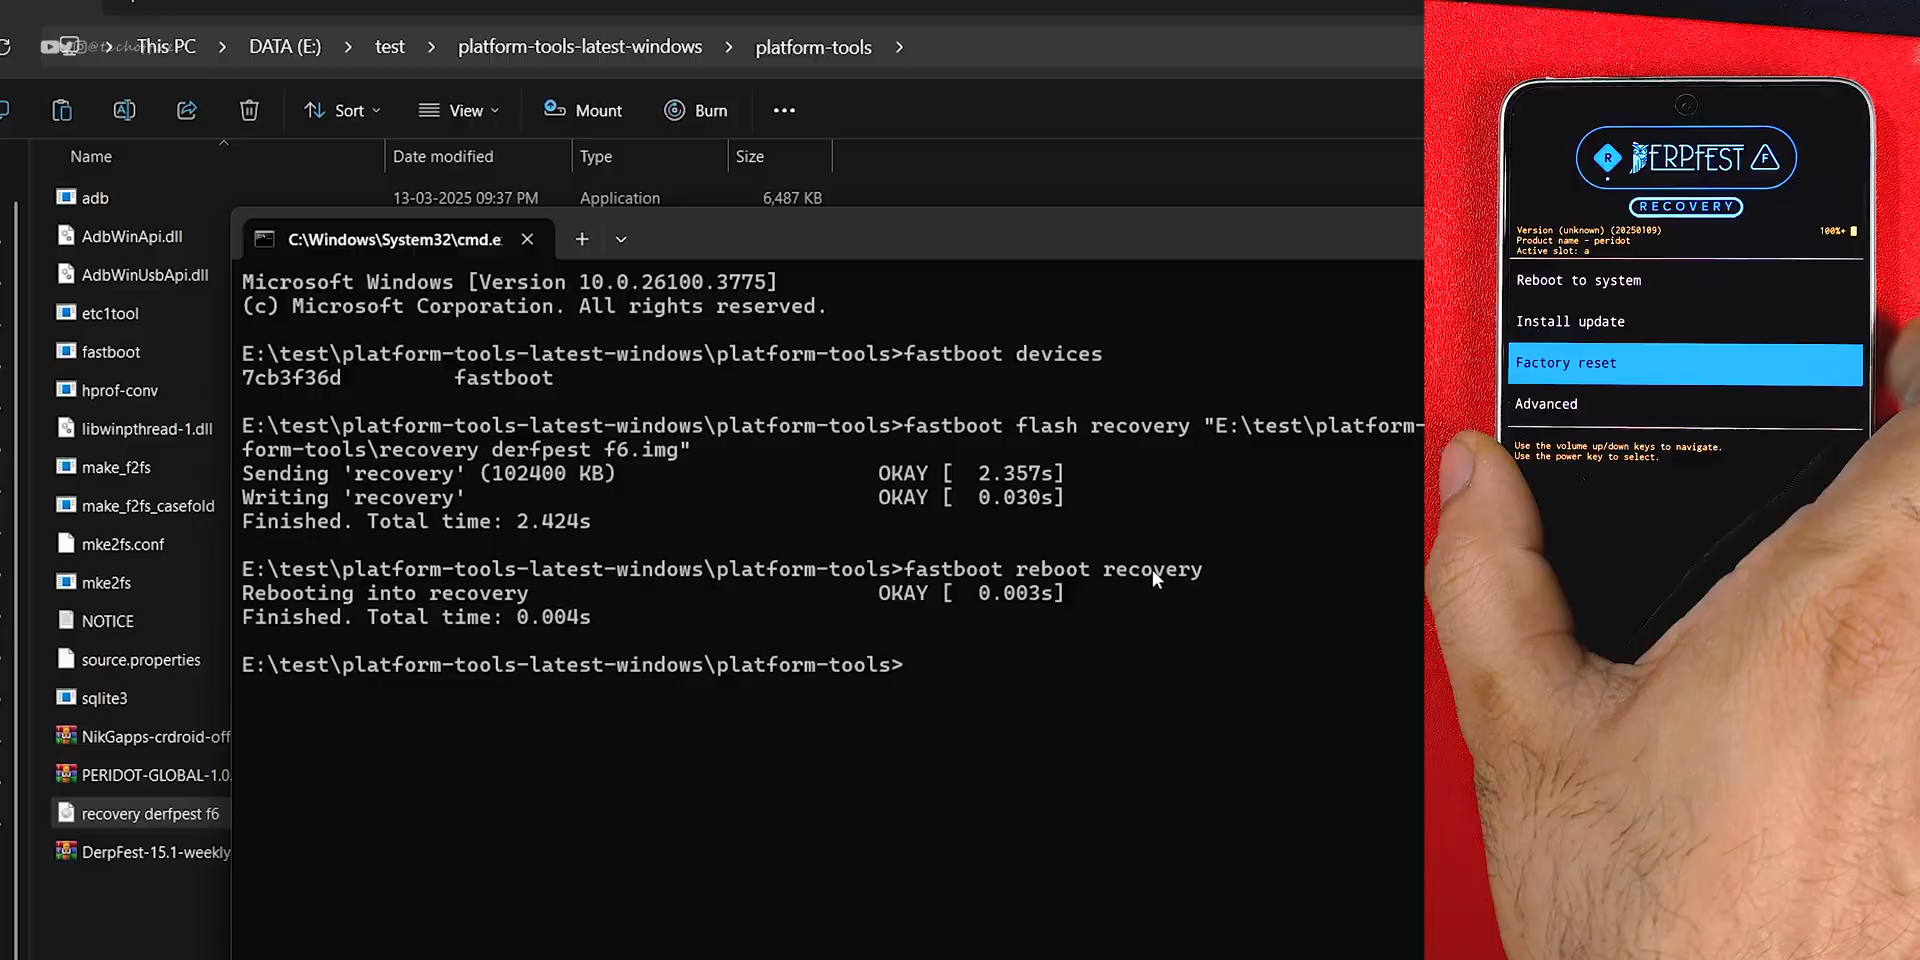 This PC > DATA (E:) > test > platform-tools-latest-windows > platform-tools >
Sort View Mount Burn ...
Name Date modified Type Size
adb 13-03-2025 09:37 PM Application 6,487 KB
AdbWinApi.dll
AdbWinUsbApi.dll
etc1tool
fastboot
hprof-conv
libwinpthread-1.dll
make_f2fs
make_f2fs_casefold
mke2fs.conf
mke2fs
NOTICE
source.properties
sqlite3
NikGapps-crdroid-off
PERIDOT-GLOBAL-1.0.
recovery derfpest f6
DerpFest-15.1-weekly
C:\Windows\System32\cmd.e
Microsoft Windows [Version 10.0.26100.3775]
(c) Microsoft Corporation. All rights reserved.
E:\test\platform-tools-latest-windows\platform-tools>fastboot devices
7cb3f36d fastboot
E:\test\platform-tools-latest-windows\platform-tools>fastboot flash recovery "E:\test\platform-
form-tools\recovery derfpest f6.img"
Sending 'recovery' (102400 KB) OKAY [ 2.357s]
Writing 'recovery' OKAY [ 0.030s]
Finished. Total time: 2.424s
E:\test\platform-tools-latest-windows\platform-tools>fastboot reboot recovery
Rebooting into recovery OKAY [ 0.003s]
Finished. Total time: 0.004s
E:\test\platform-tools-latest-windows\platform-tools>
R DERPFEST F
RECOVERY
Version (unknown) (20250109) 100%+
Product name - peridot
Active slot: a
Reboot to system
Install update
Factory reset
Advanced
Use the volume up/down keys to navigate.
Use the power key to select.